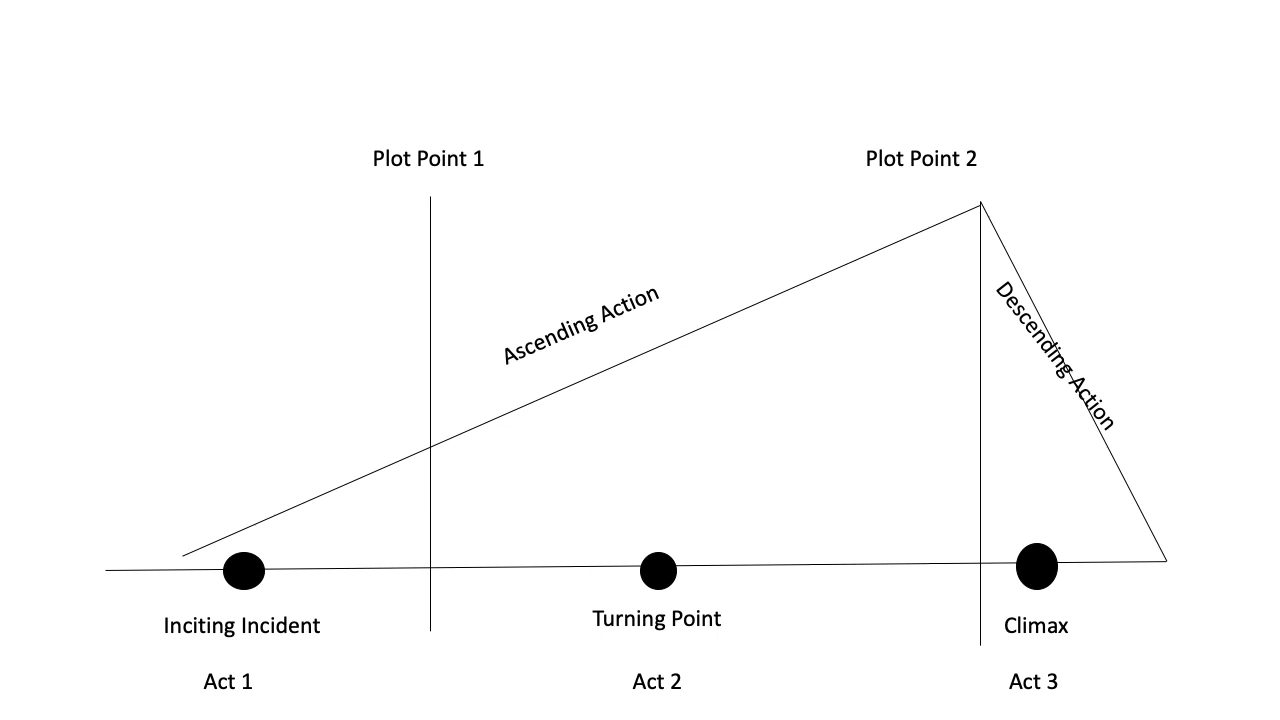 Plot Point 1
Plot Point 2
Ascending Action
Descending Action
Inciting Incident
Turning Point
Climax
Act 1
Act 2
Act 3